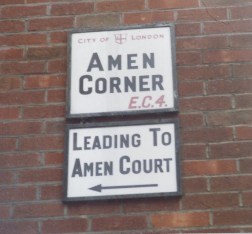 CITY OF LONDON
AMEN
CORNER
E.C.4.
LEADING TO
AMEN COURT